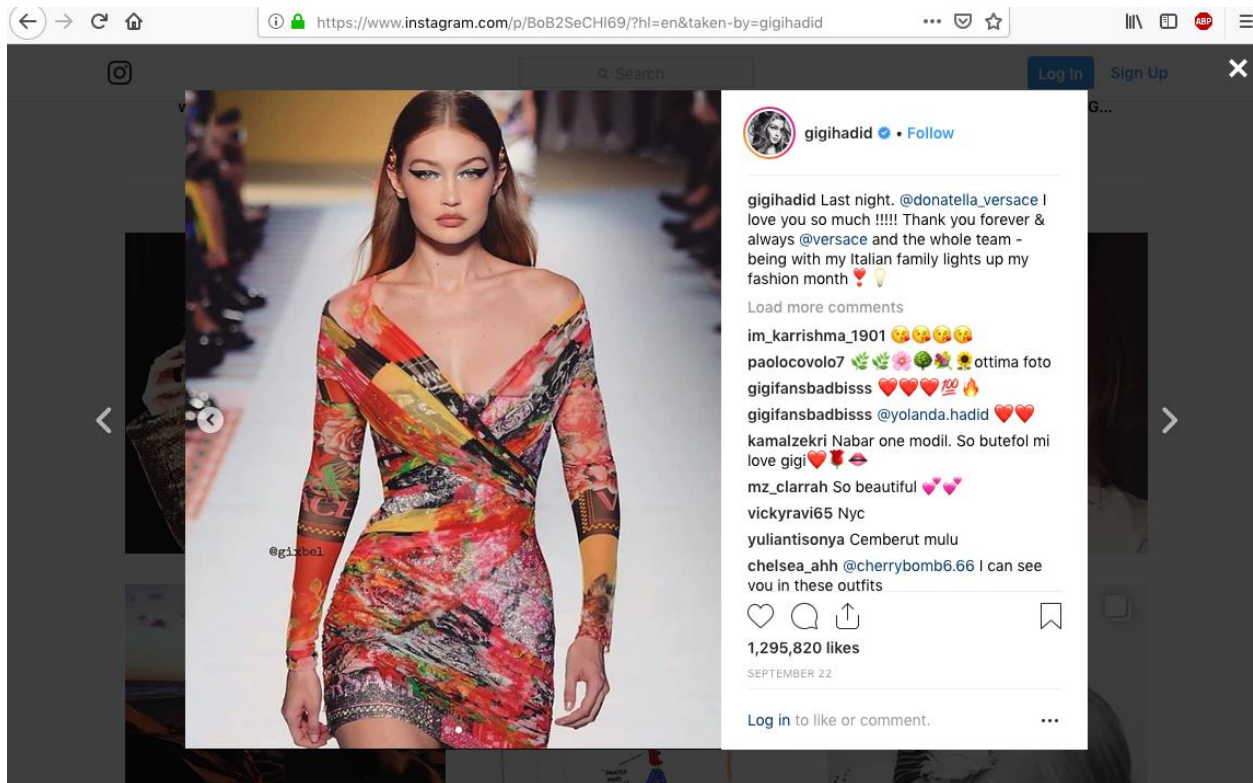 https://www.instagram.com/p/BoB2SeCHI69/?hl=en&taken-by=gigihadid
ABP
Search
Log In
Sign Up
G...
gigihadid • Follow
gigihadid Last night. @donatella_versace I
love you so much !!!!! Thank you forever &
always @versace and the whole team -
being with my Italian family lights up my
fashion month ❣️💡
Load more comments
im_karrishma_1901 😘😘😘😘
paolocovolo7 🌿🌿🌸🌳💐🌻ottima foto
gigifansbadbisss ❤️❤️❤️💯🔥
gigifansbadbisss @yolanda.hadid ❤️❤️
kamalzekri Nabar one modil. So butefol mi
love gigi❤️🌹👄
mz_clarrah So beautiful 💕💕
vickyravi65 Nyc
yuliantisonya Cemberut mulu
chelsea_ahh @cherrybomb6.66 I can see
you in these outfits
1,295,820 likes
SEPTEMBER 22
Log in to like or comment.
@gixbel